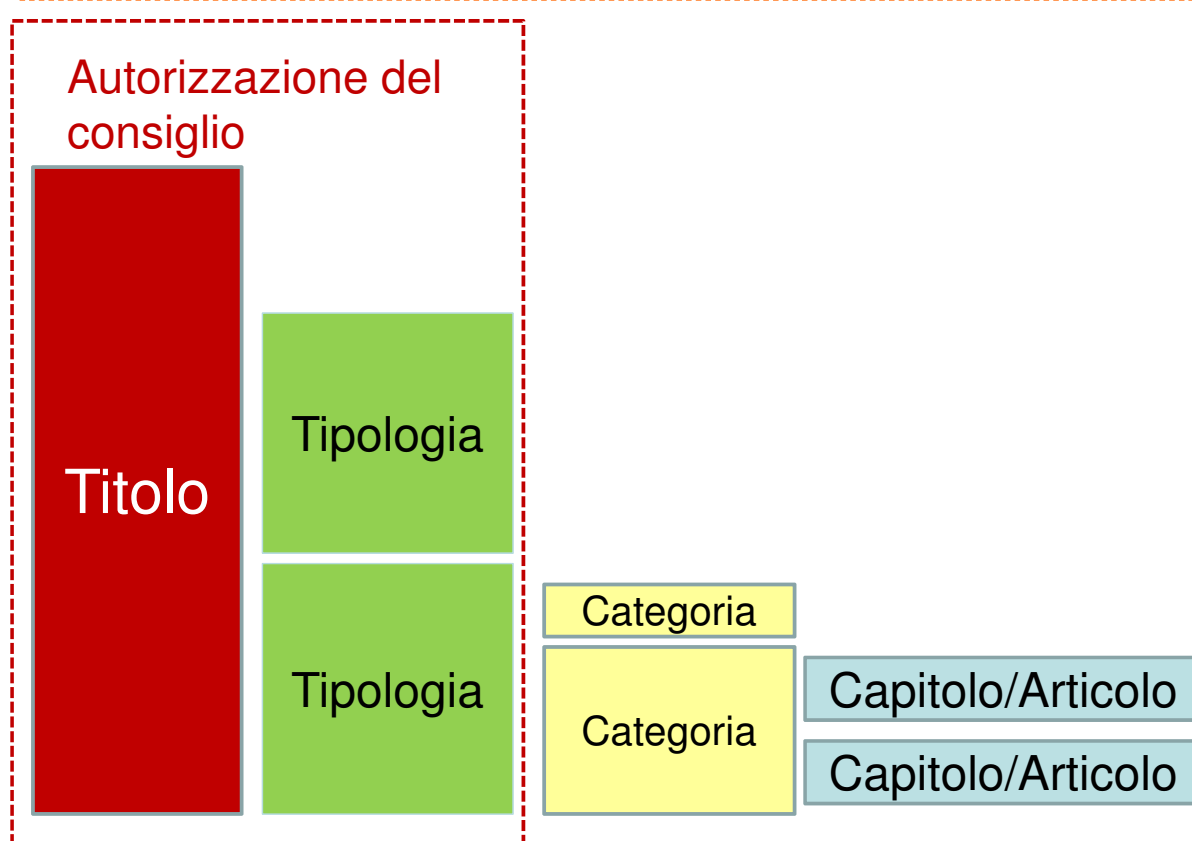 Autorizzazione del
consiglio
Titolo
Tipologia
Tipologia
Categoria
Categoria
Capitolo/Articolo
Capitolo/Articolo